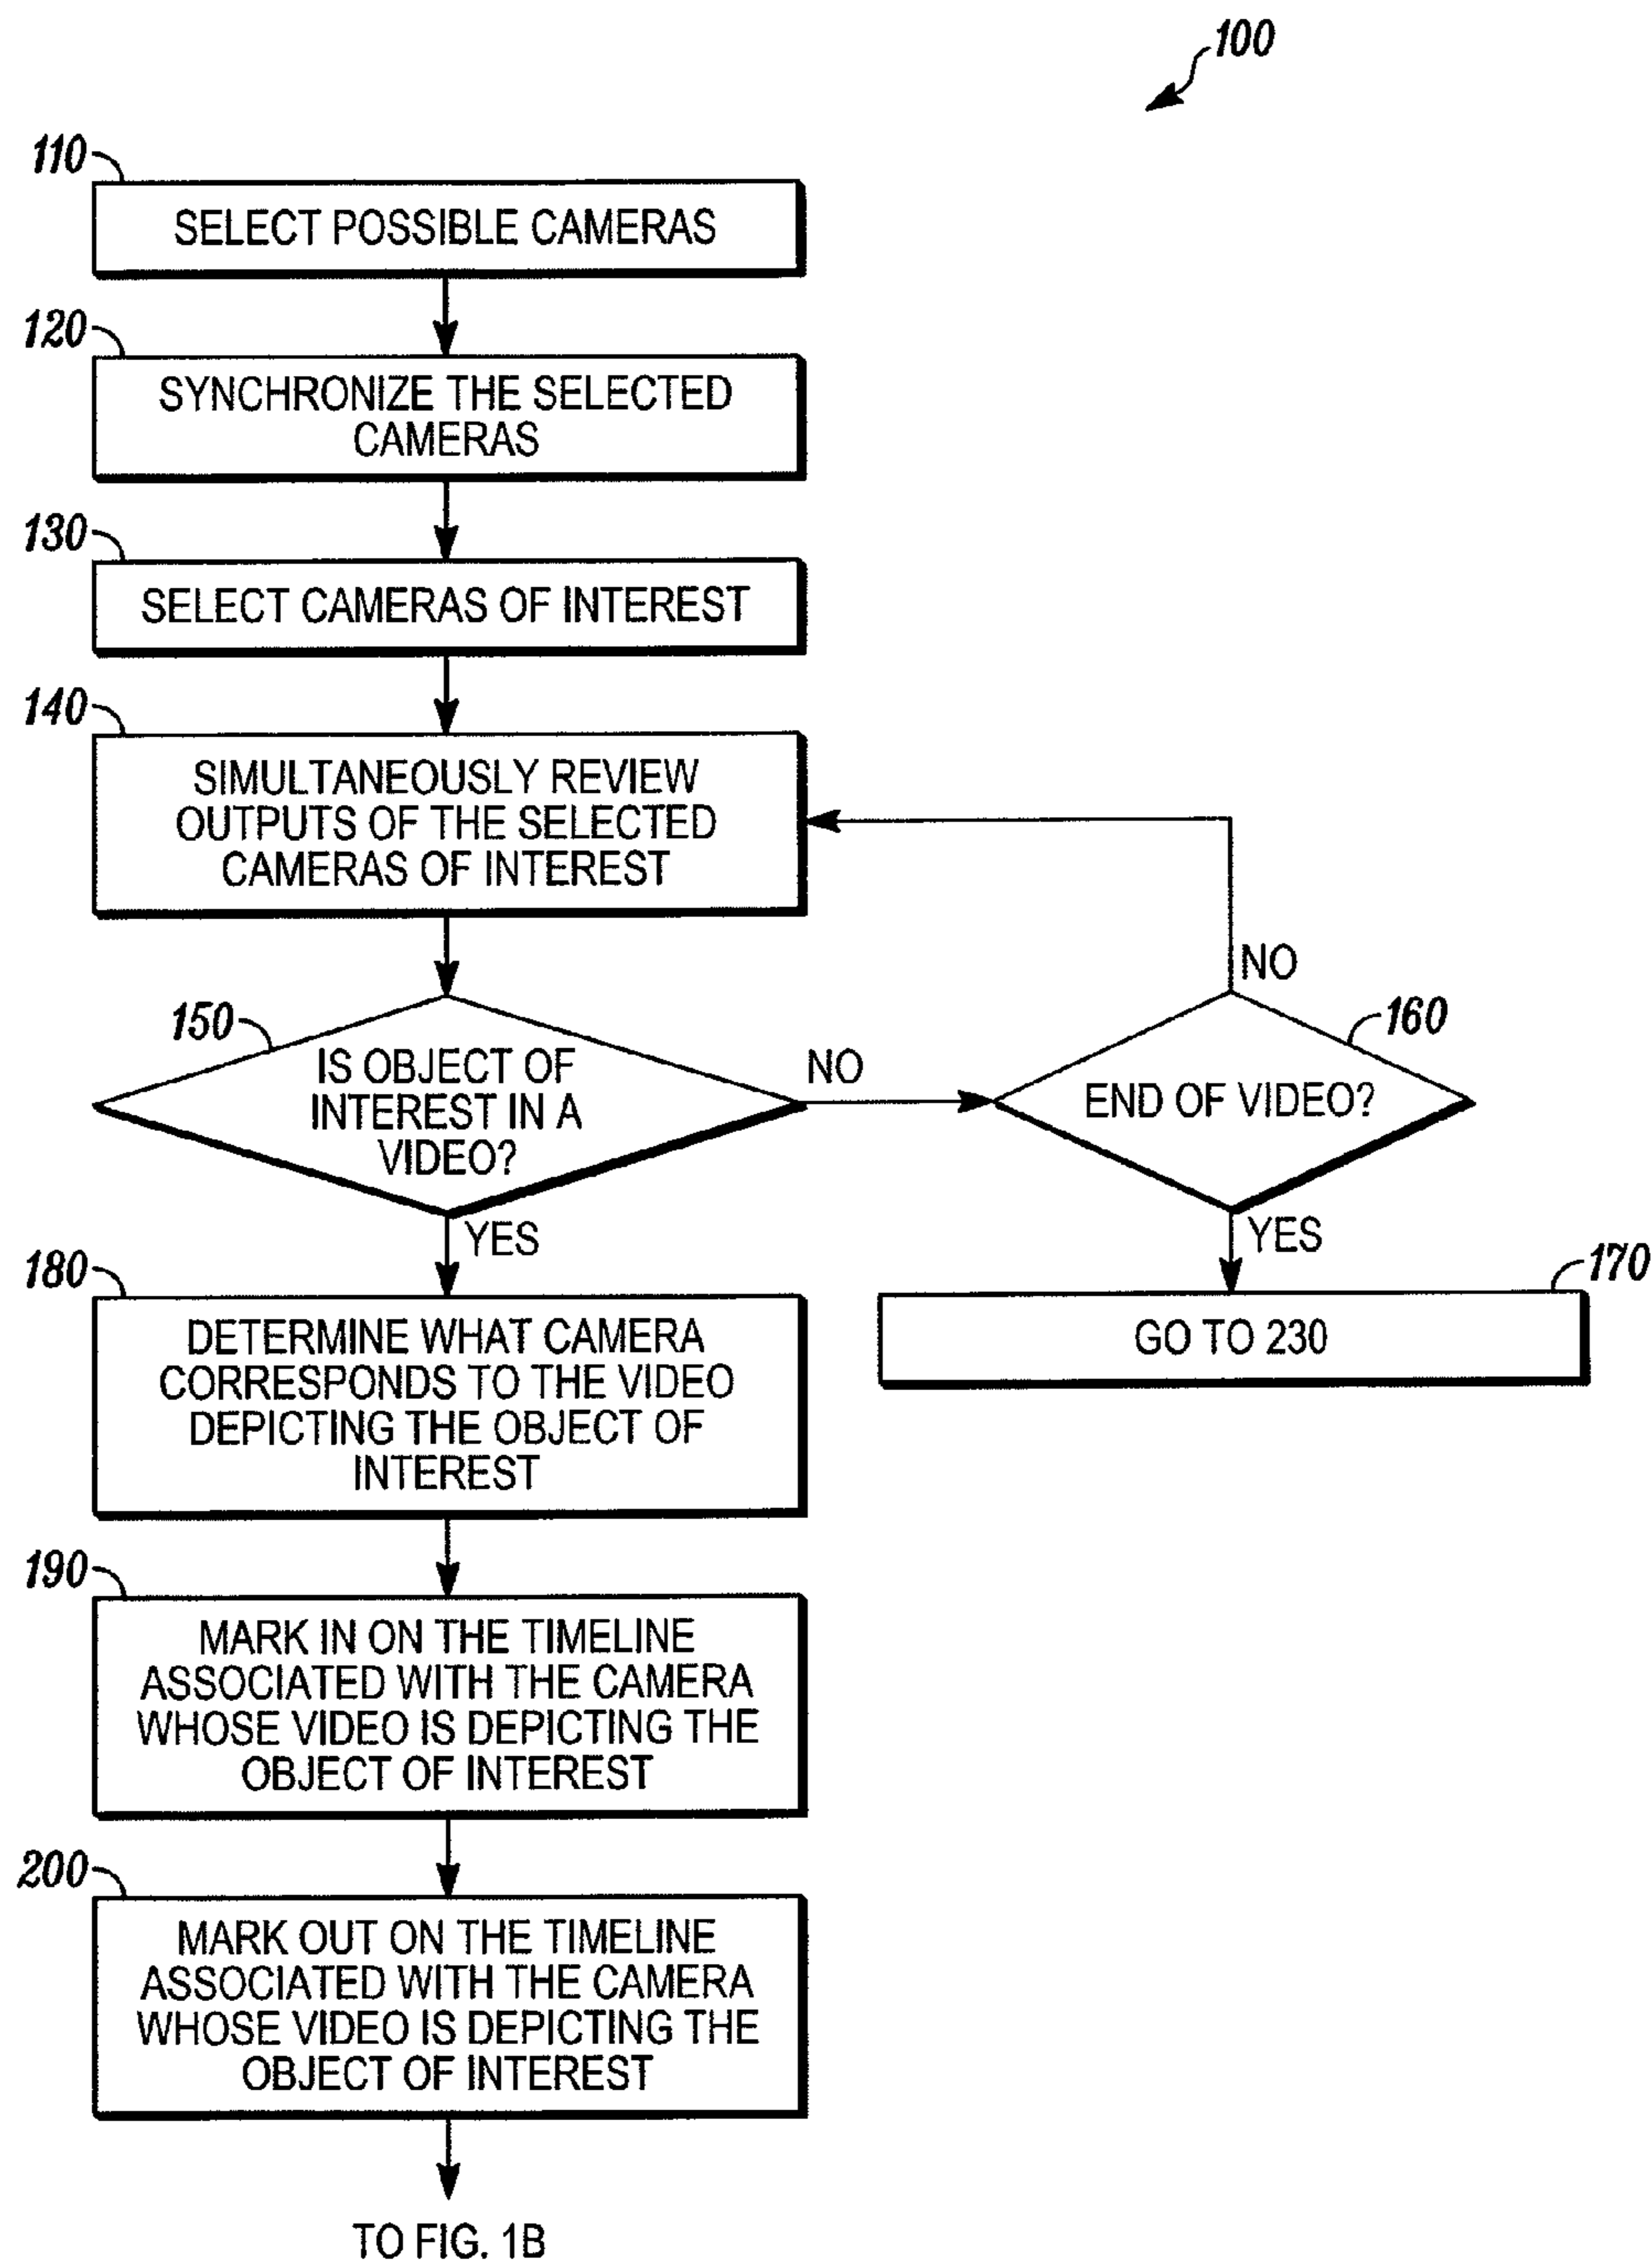 100
110
SELECT POSSIBLE CAMERAS
120
SYNCHRONIZE THE SELECTED
CAMERAS
130
SELECT CAMERAS OF INTEREST
140
SIMULTANEOUSLY REVIEW
OUTPUTS OF THE SELECTED
CAMERAS OF INTEREST
150
IS OBJECT OF
INTEREST IN A
VIDEO?
NO
YES
160
END OF VIDEO?
NO
YES
170
GO TO 230
180
DETERMINE WHAT CAMERA
CORRESPONDS TO THE VIDEO
DEPICTING THE OBJECT OF
INTEREST
190
MARK IN ON THE TIMELINE
ASSOCIATED WITH THE CAMERA
WHOSE VIDEO IS DEPICTING THE
OBJECT OF INTEREST
200
MARK OUT ON THE TIMELINE
ASSOCIATED WITH THE CAMERA
WHOSE VIDEO IS DEPICTING THE
OBJECT OF INTEREST
TO FIG. 1B